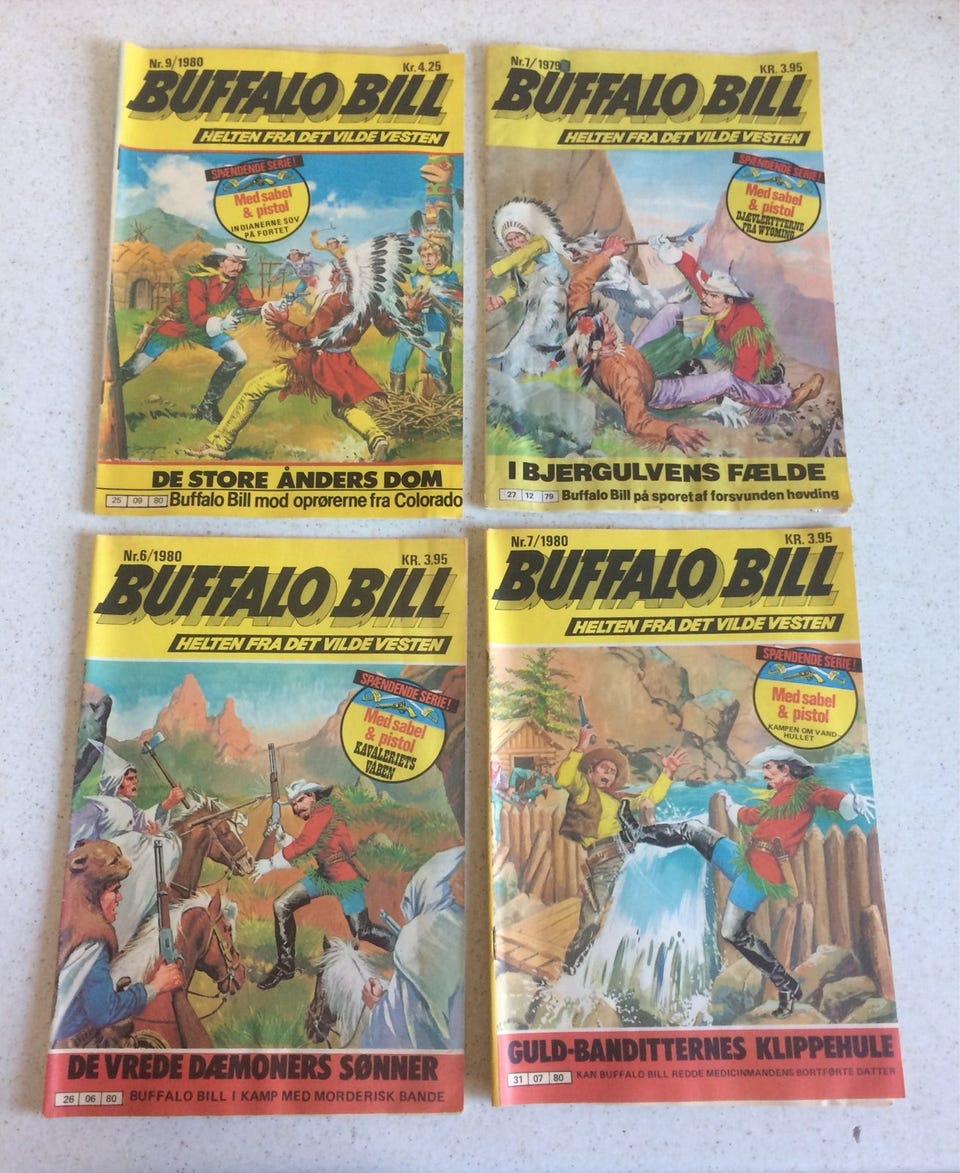 Nr. 9/1980 Kr. 4.25
BUFFALO BILL
HELTEN FRA DET VILDE VESTEN
SPÆNDENDE SERIE!
Med sabel
& pistol
INDIANERNE SOV
PÅ FORTET
DE STORE ÅNDERS DOM
25 09 80 Buffalo Bill mod oprørerne fra Colorado
Nr. 7/1979 KR. 3.95
BUFFALO BILL
HELTEN FRA DET VILDE VESTEN
SPÆNDENDE SERIE!
Med sabel
& pistol
DJÆVLERYTTERNE
FRA WYOMING
I BJERGULVENS FÆLDE
27 12 79 Buffalo Bill på sporet af forsvunden høvding
Nr. 6/1980 KR. 3.95
BUFFALO BILL
HELTEN FRA DET VILDE VESTEN
SPÆNDENDE SERIE!
Med sabel
& pistol
KAVALERIETS
VÅBEN
DE VREDE DÆMONERS SØNNER
26 06 80 BUFFALO BILL I KAMP MED MORDERISK BANDE
Nr. 7/1980 KR. 3.95
BUFFALO BILL
HELTEN FRA DET VILDE VESTEN
SPÆNDENDE SERIE!
Med sabel
& pistol
KAMPEN OM VAND-
HULLET
GULD-BANDITTERNES KLIPPEHULE
31 07 80 KAN BUFFALO BILL REDDE MEDICINMANDENS BORTFØRTE DATTER